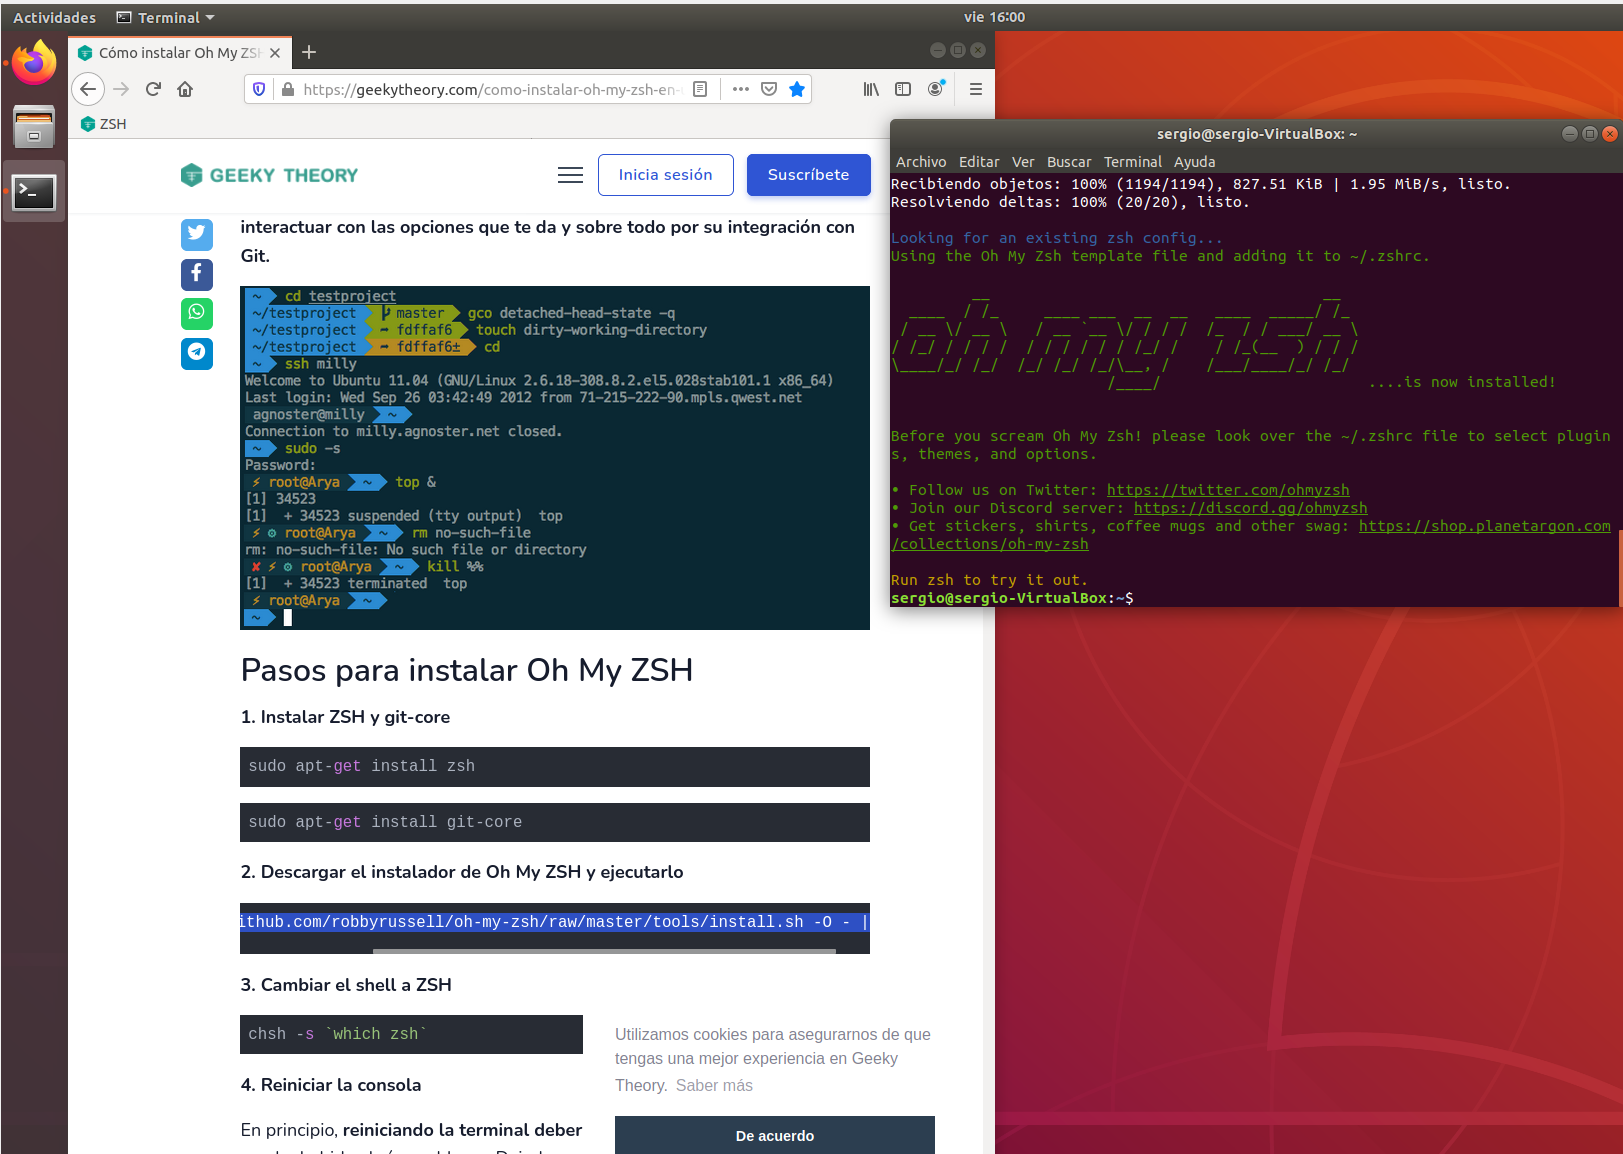 Actividades
Terminal
vie 16:00
Cómo instalar Oh My ZSH
https://geekytheory.com/como-instalar-oh-my-zsh-en-
ZSH
GEEKY THEORY
Inicia sesión
Suscríbete
interactuar con las opciones que te da y sobre todo por su integración con
Git.
~ cd testproject
~/testproject master gco detached-head-state -q
~/testproject ➦ fdffaf6 touch dirty-working-directory
~/testproject ➦ fdffaf6± cd
~ ssh milly
Welcome to Ubuntu 11.04 (GNU/Linux 2.6.18-308.8.2.el5.028stab101.1 x86_64)
Last login: Wed Sep 26 03:42:49 2012 from 71-215-222-90.mpls.qwest.net
agnoster@milly ~
Connection to milly.agnoster.net closed.
~ sudo -s
Password:
⚡ root@Arya ~ top &
[1] 34523
[1]  + 34523 suspended (tty output)  top
⚡ ⚙ root@Arya ~ rm no-such-file
rm: no-such-file: No such file or directory
✘ ⚡ ⚙ root@Arya ~ kill %%
[1]  + 34523 terminated  top
⚡ root@Arya ~
~
Pasos para instalar Oh My ZSH
1. Instalar ZSH y git-core
sudo apt-get install zsh
sudo apt-get install git-core
2. Descargar el instalador de Oh My ZSH y ejecutarlo
ithub.com/robbyrussell/oh-my-zsh/raw/master/tools/install.sh -O - |
3. Cambiar el shell a ZSH
chsh -s `which zsh`
4. Reiniciar la consola
En principio, reiniciando la terminal deber
Utilizamos cookies para asegurarnos de que
tengas una mejor experiencia en Geeky
Theory. Saber más
De acuerdo
sergio@sergio-VirtualBox: ~
Archivo Editar Ver Buscar Terminal Ayuda
Recibiendo objetos: 100% (1194/1194), 827.51 KiB | 1.95 MiB/s, listo.
Resolviendo deltas: 100% (20/20), listo.
Looking for an existing zsh config...
Using the Oh My Zsh template file and adding it to ~/.zshrc.
oh my zsh
....is now installed!
Before you scream Oh My Zsh! please look over the ~/.zshrc file to select plugin
s, themes, and options.
• Follow us on Twitter: https://twitter.com/ohmyzsh
• Join our Discord server: https://discord.gg/ohmyzsh
• Get stickers, shirts, coffee mugs and other swag: https://shop.planetargon.com
/collections/oh-my-zsh
Run zsh to try it out.
sergio@sergio-VirtualBox:~$